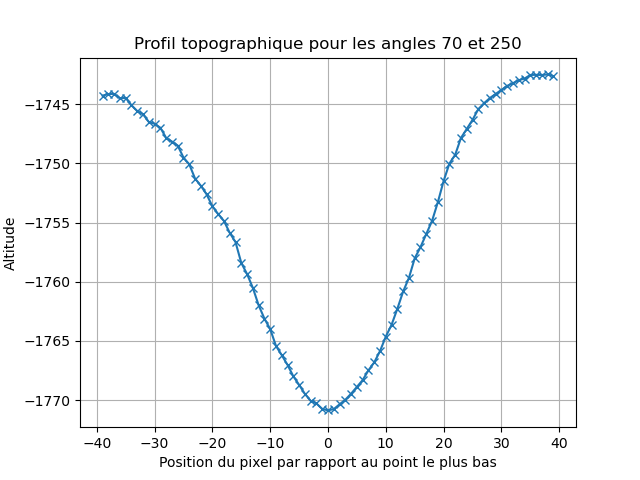 Profil topographique pour les angles 70 et 250
Altitude
−1745
−1750
−1755
−1760
−1765
−1770
−40 −30 −20 −10 0 10 20 30 40
Position du pixel par rapport au point le plus bas